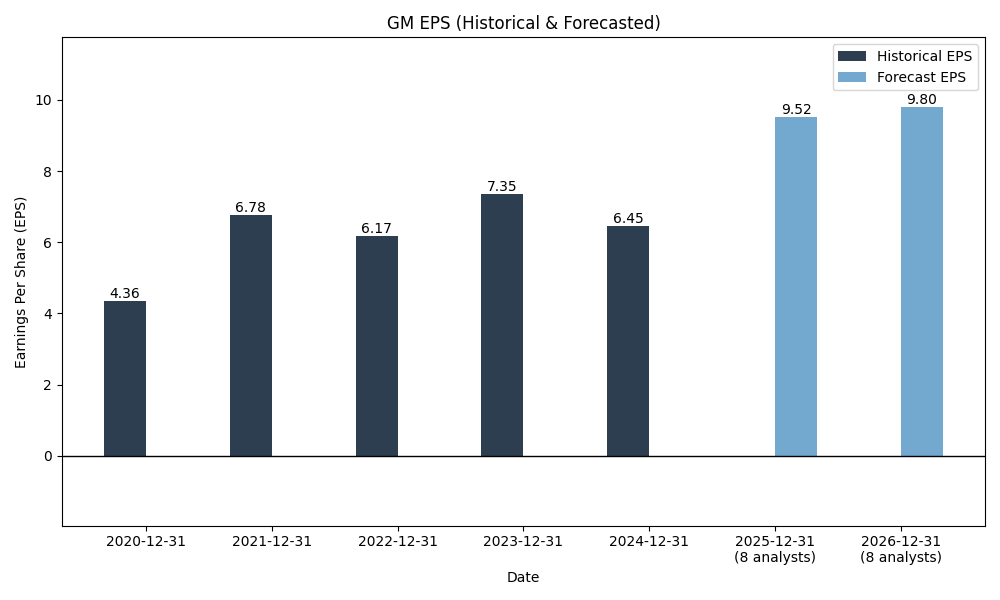 GM EPS (Historical & Forecasted)
Historical EPS
Forecast EPS
Earnings Per Share (EPS)
10
8
6
4
2
0
4.36
6.78
6.17
7.35
6.45
9.52
9.80
2020-12-31
2021-12-31
2022-12-31
2023-12-31
2024-12-31
2025-12-31
(8 analysts)
2026-12-31
(8 analysts)
Date